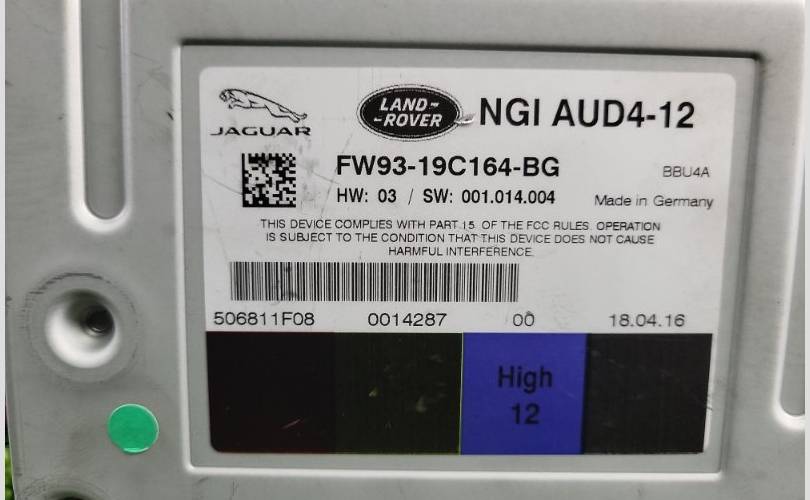 JAGUAR
LAND-
-ROVER
NGI AUD4-12
FW93-19C164-BG
BBU4A
HW: 03 / SW: 001.014.004
Made in Germany
THIS DEVICE COMPLIES WITH PART 15 OF THE FCC RULES. OPERATION
IS SUBJECT TO THE CONDITION THAT THIS DEVICE DOES NOT CAUSE
HARMFUL INTERFERENCE.
506811F08 0014287 00 18.04.16
High
12